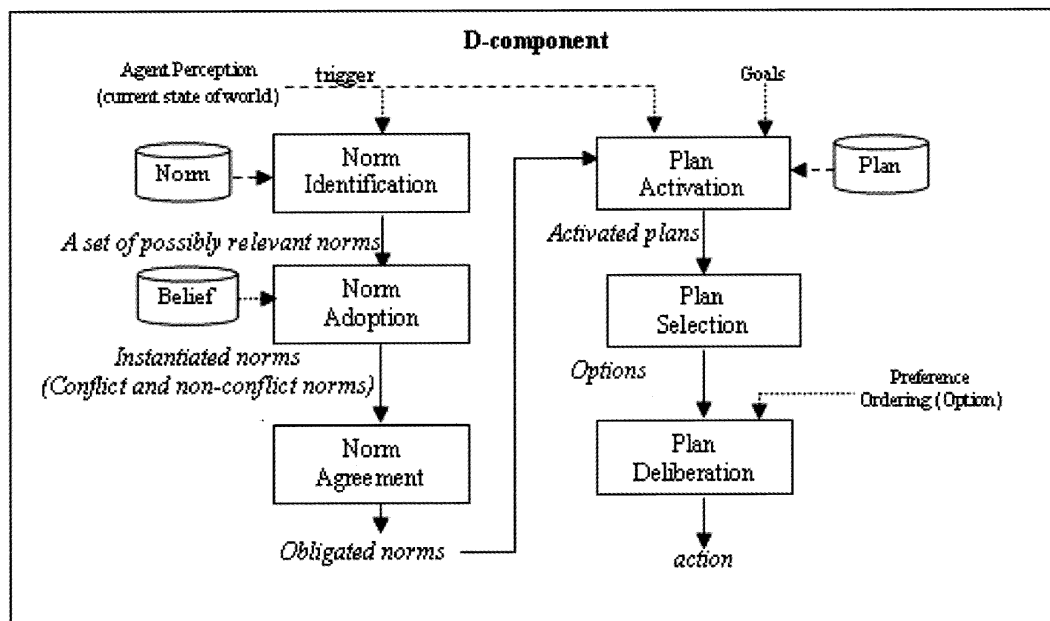 D-component
Agent Perception
(current state of world)
trigger
Goals
Norm
Norm
Identification
Plan
Activation
Plan
A set of possibly relevant norms
Activated plans
Belief
Norm
Adoption
Plan
Selection
Instantiated norms
(Conflict and non-conflict norms)
Options
Preference
Ordering (Option)
Norm
Agreement
Plan
Deliberation
Obligated norms
action